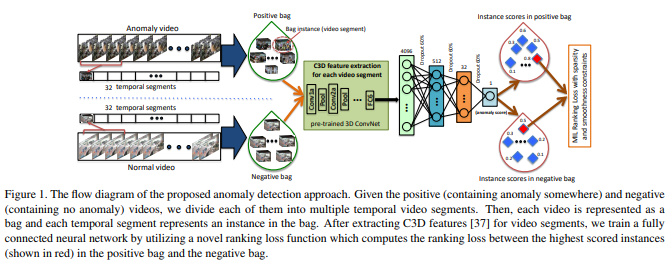 Anomaly video
32 temporal segments
32 temporal segments
Normal video
Positive bag
Bag instance (video segment)
Negative bag
C3D feature extraction
for each video segment
Conv1a
Pool
Conv2a
Pool
FC6
pre-trained 3D ConvNet
4096
Dropout 60%
512
Dropout 60%
32
Dropout 60%
1
(anomaly score)
Instance scores in positive bag
0.6
0.3
0.5
0.8
0.1
0.5
0.3
0.2
0.2
0.1
Instance scores in negative bag
MIL Ranking Loss with sparsity
and smoothness constraints
Figure 1. The flow diagram of the proposed anomaly detection approach. Given the positive (containing anomaly somewhere) and negative
(containing no anomaly) videos, we divide each of them into multiple temporal video segments. Then, each video is represented as a
bag and each temporal segment represents an instance in the bag. After extracting C3D features [37] for video segments, we train a fully
connected neural network by utilizing a novel ranking loss function which computes the ranking loss between the highest scored instances
(shown in red) in the positive bag and the negative bag.